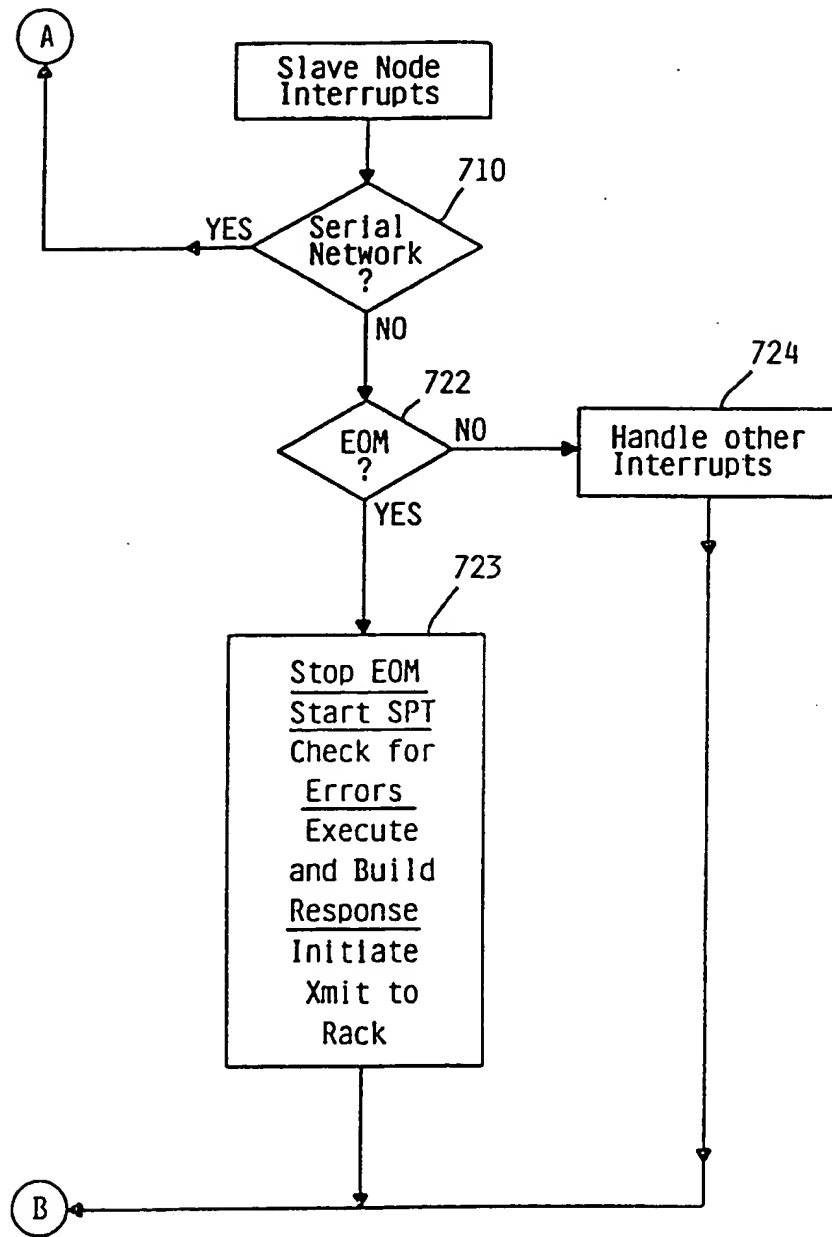 A
Slave Node
Interrupts
710
YES
Serial
Network
?
NO
724
722
EOM
?
NO
Handle other
Interrupts
YES
723
Stop EOM
Start SPT
Check for
Errors
Execute
and Build
Response
Initiate
Xmit to
Rack
B